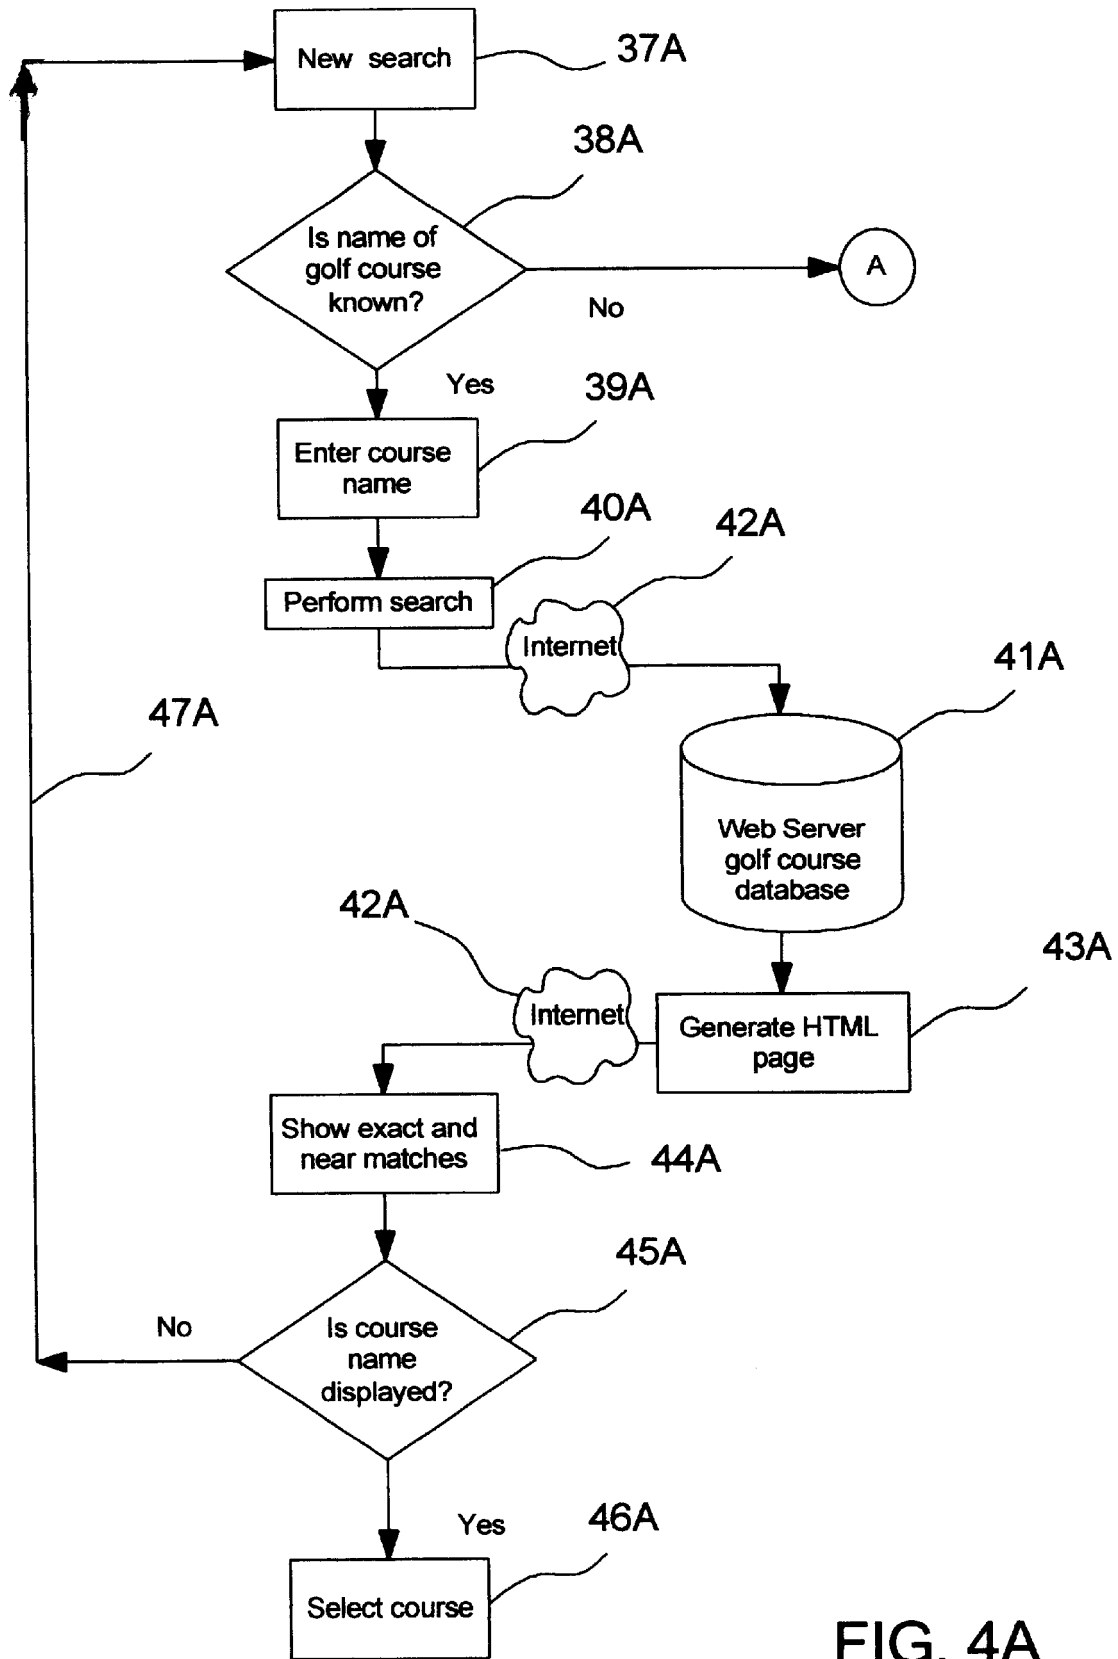 New search
37A
38A
Is name of
golf course
known?
A
No
Yes
39A
Enter course
name
40A
42A
Perform search
Internet
41A
47A
Web Server
golf course
database
42A
43A
Internet
Generate HTML
page
Show exact and
near matches
44A
45A
No
Is course
name
displayed?
Yes
46A
Select course
FIG. 4A